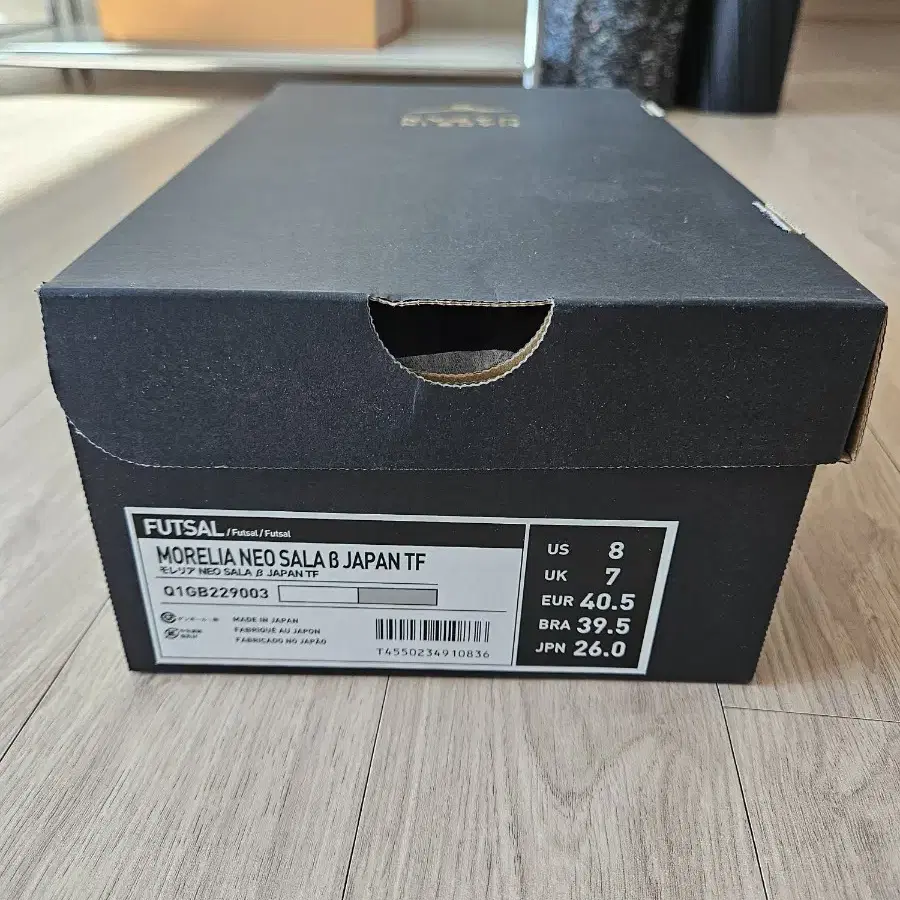 FUTSAL / Futsal / Futsal
MORELIA NEO SALA β JAPAN TF
モレリア NEO SALA β JAPAN TF
Q1GB229003
MADE IN JAPAN
FABRIQUÉ AU JAPON
FABRICADO NO JAPÃO
T4550234910836
US 8
UK 7
EUR 40.5
BRA 39.5
JPN 26.0